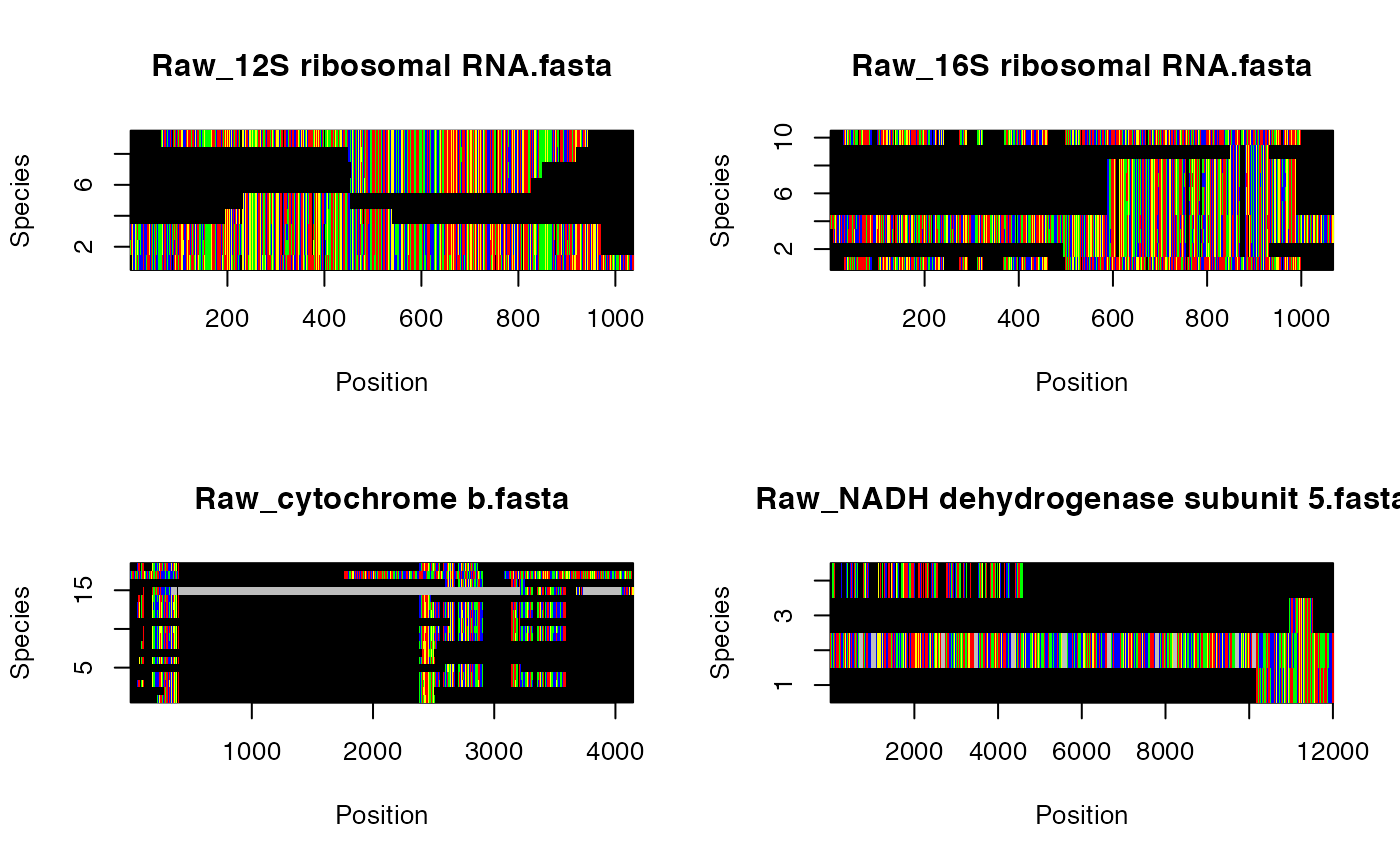 Raw_12S ribosomal RNA.fasta
Species
2
6
200 400 600 800 1000
Position
Raw_16S ribosomal RNA.fasta
Species
2
6
10
200 400 600 800 1000
Position
Raw_cytochrome b.fasta
Species
5
15
1000 2000 3000 4000
Position
Raw_NADH dehydrogenase subunit 5.fasta
Species
1
3
2000 4000 6000 8000 12000
Position